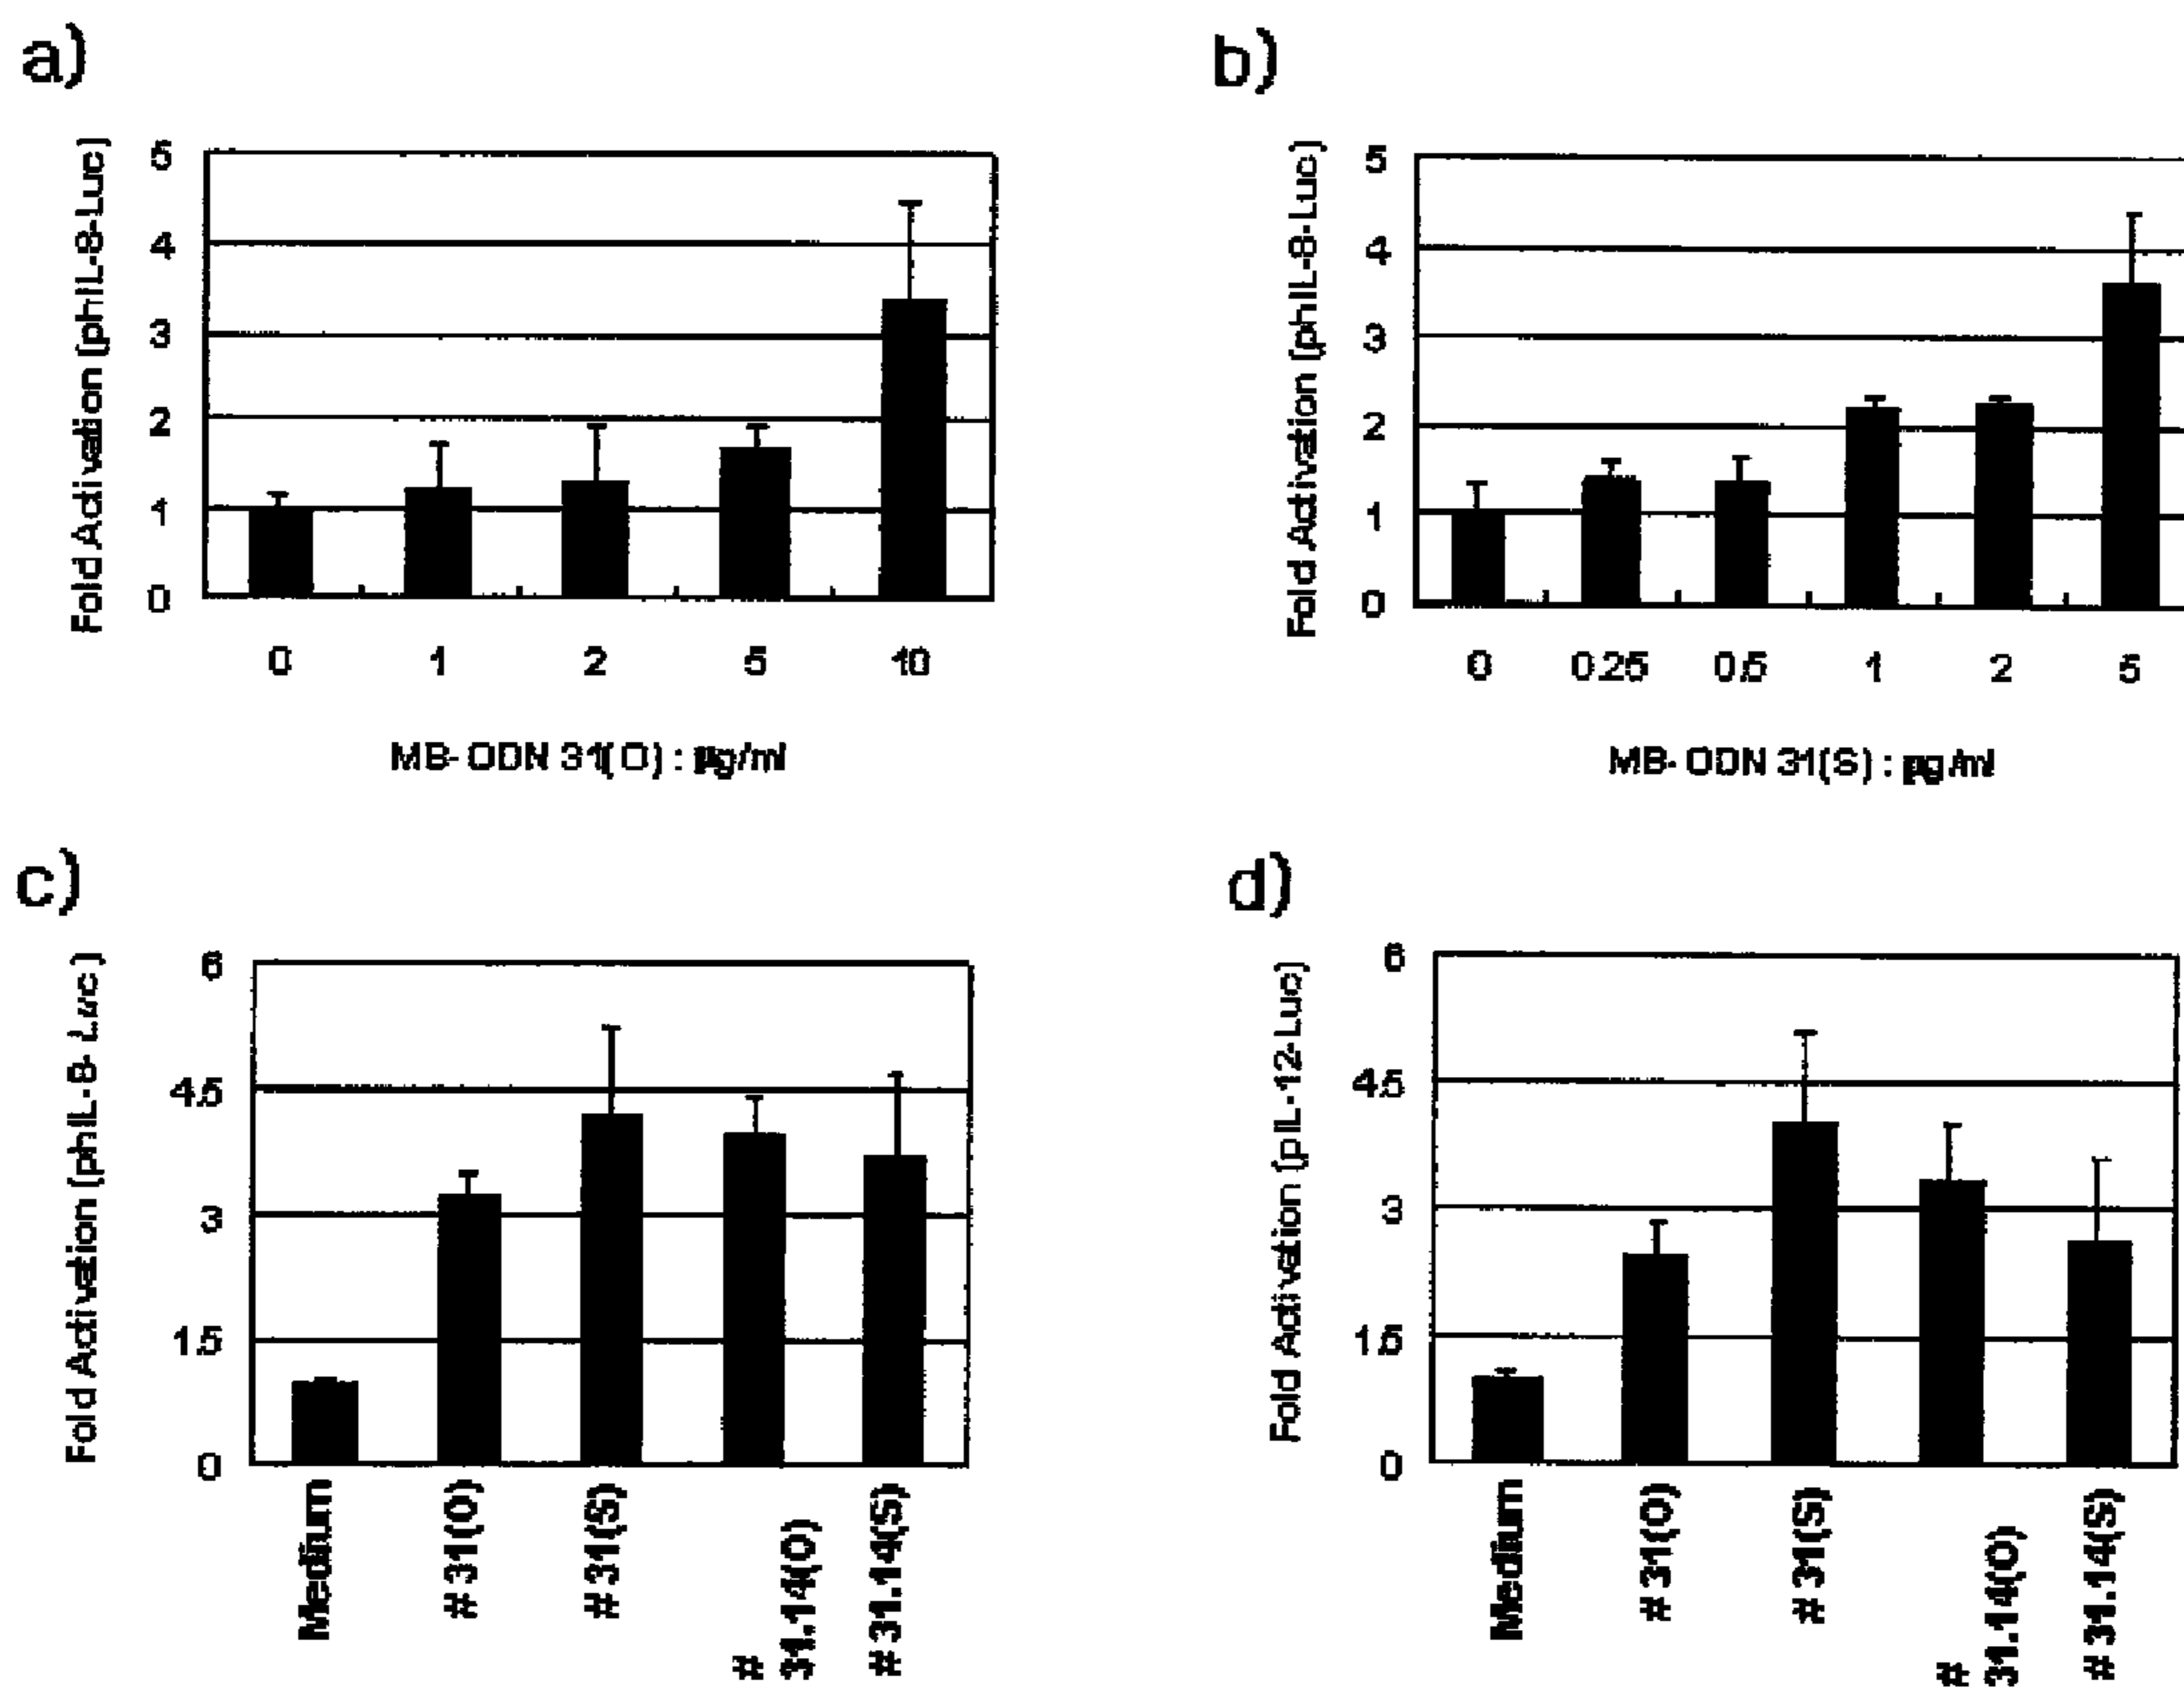 a)
Fold Activation (phIL-8-Luc)
5
4
3
2
1
0
0 1 2 5 10
MB-ODN 31(O) : µg/ml
b)
Fold Activation (phIL-8-Luc)
5
4
3
2
1
0
0 0.25 0.5 1 2 5
MB-ODN 31(S) : µg/ml
c)
Fold Activation (phIL-8-Luc)
6
4.5
3
1.5
0
Medium
#31(O)
#31(S)
#
31.14(O)
#31.14(S)
d)
Fold Activation (pIL-12-Luc)
6
4.5
3
1.5
0
Medium
#31(O)
#31(S)
#
31.14(O)
#31.14(S)